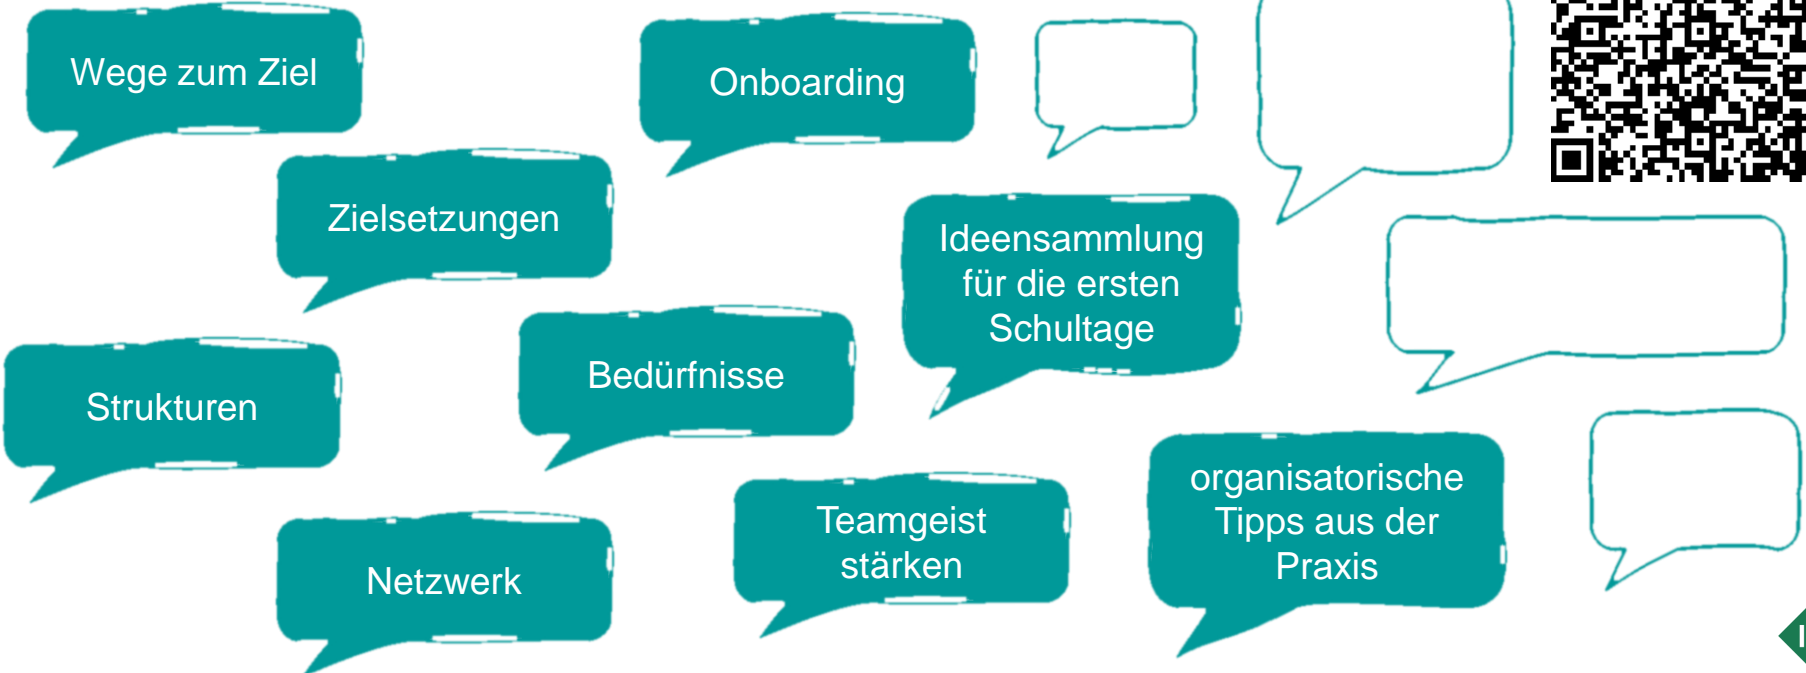 Wege zum Ziel
Onboarding
Zielsetzungen
Ideensammlung
für die ersten
Schultage
Bedürfnisse
Strukturen
organisatorische
Tipps aus der
Praxis
Teamgeist
stärken
Netzwerk